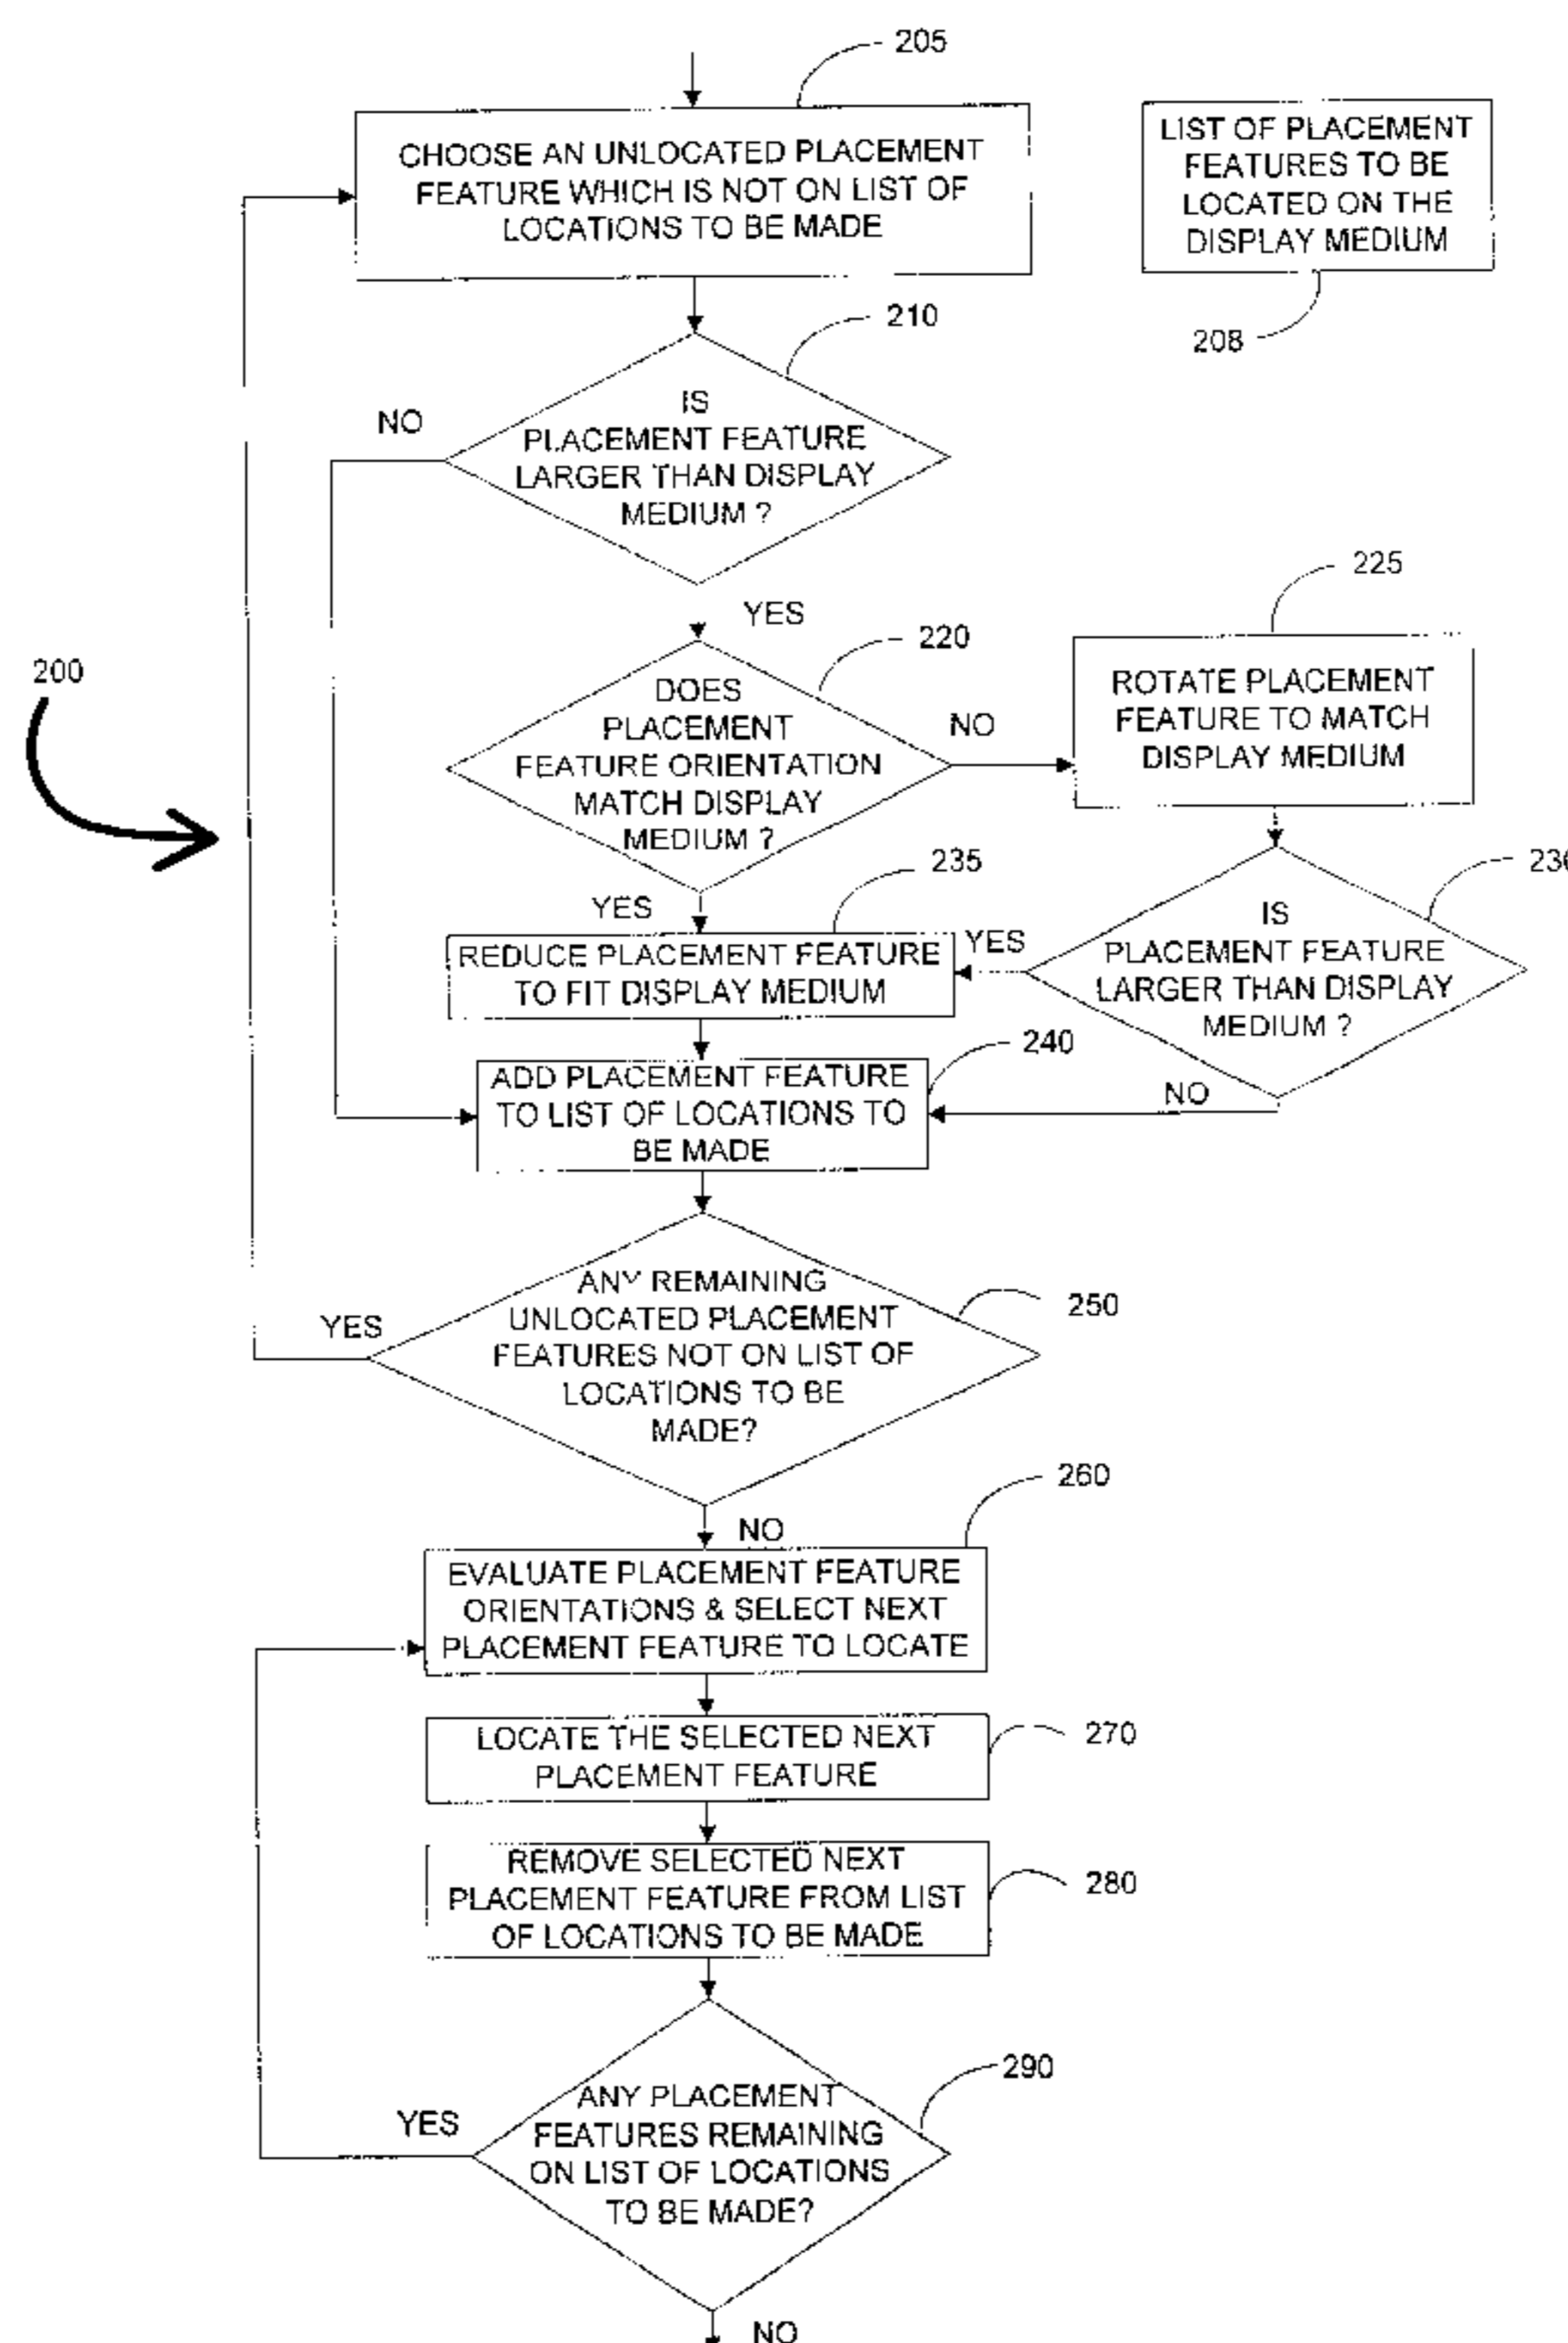 205
CHOOSE AN UNLOCATED PLACEMENT
FEATURE WHICH IS NOT ON LIST OF
LOCATIONS TO BE MADE
LIST OF PLACEMENT
FEATURES TO BE
LOCATED ON THE
DISPLAY MEDIUM
208
210
IS
PLACEMENT FEATURE
LARGER THAN DISPLAY
MEDIUM ?
NO
YES
200
220
DOES
PLACEMENT
FEATURE ORIENTATION
MATCH DISPLAY
MEDIUM ?
NO
225
ROTATE PLACEMENT
FEATURE TO MATCH
DISPLAY MEDIUM
YES
235
REDUCE PLACEMENT FEATURE
TO FIT DISPLAY MEDIUM
YES
IS
PLACEMENT FEATURE
LARGER THAN DISPLAY
MEDIUM ?
NO
240
ADD PLACEMENT FEATURE
TO LIST OF LOCATIONS TO
BE MADE
250
ANY REMAINING
UNLOCATED PLACEMENT
FEATURES NOT ON LIST OF
LOCATIONS TO BE
MADE?
YES
NO
260
EVALUATE PLACEMENT FEATURE
ORIENTATIONS & SELECT NEXT
PLACEMENT FEATURE TO LOCATE
LOCATE THE SELECTED NEXT
PLACEMENT FEATURE
270
REMOVE SELECTED NEXT
PLACEMENT FEATURE FROM LIST
OF LOCATIONS TO BE MADE
280
290
ANY PLACEMENT
FEATURES REMAINING
ON LIST OF LOCATIONS
TO BE MADE?
YES
NO